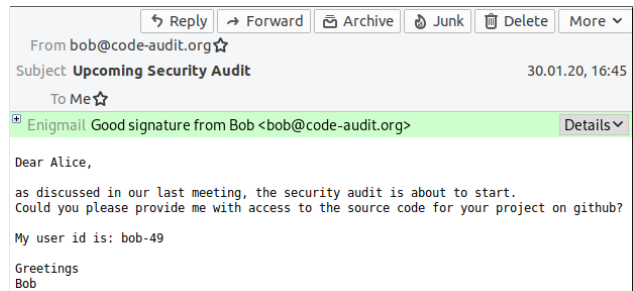 Reply Forward Archive Junk Delete More
From bob@code-audit.org
Subject Upcoming Security Audit 30.01.20, 16:45
To Me
Enigmail Good signature from Bob <bob@code-audit.org> Details
Dear Alice,
as discussed in our last meeting, the security audit is about to start.
Could you please provide me with access to the source code for your project on github?
My user id is: bob-49
Greetings
Bob